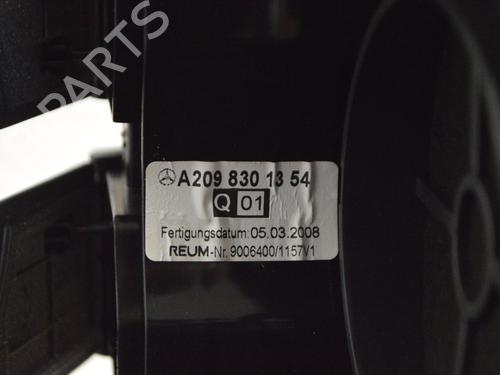 A209 830 13 54
Q 01
Fertigungsdatum: 05.03.2008
REUM-Nr. 9006400/1157V1
B-PARTS